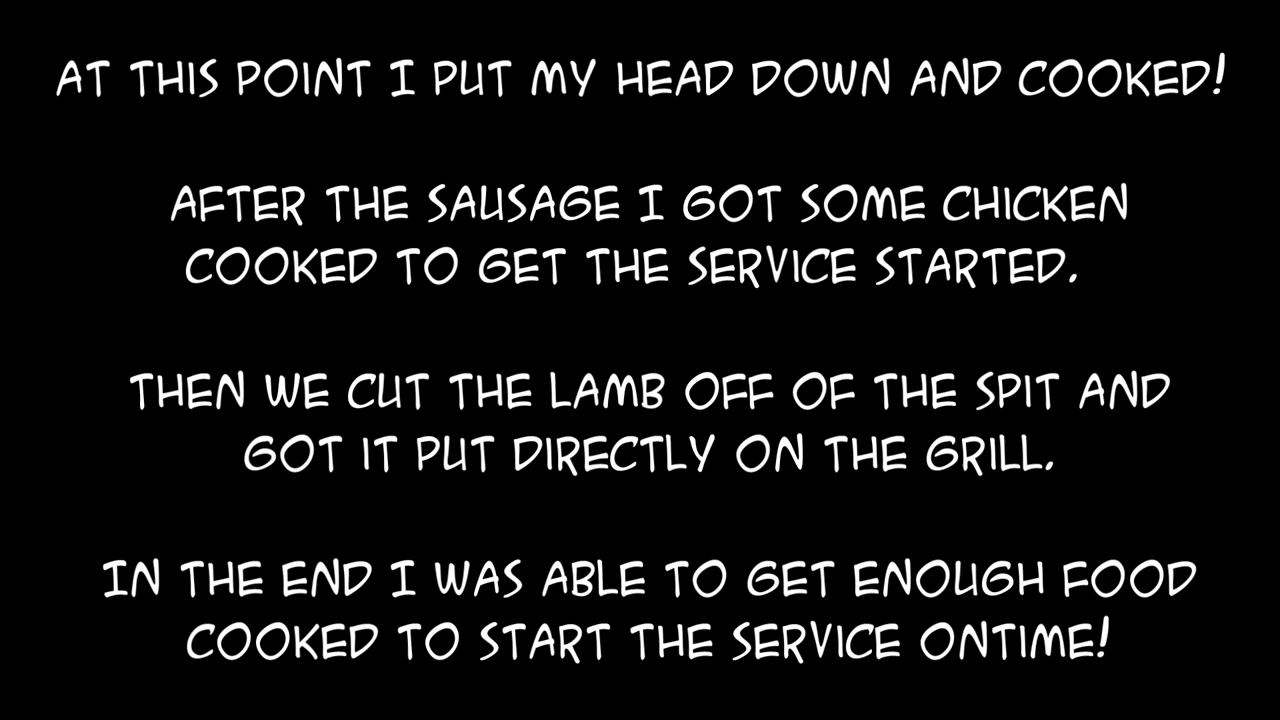 AT THIS POINT I PUT MY HEAD DOWN AND COOKED!
AFTER THE SAUSAGE I GOT SOME CHICKEN
COOKED TO GET THE SERVICE STARTED.
THEN WE CUT THE LAMB OFF OF THE SPIT AND
GOT IT PUT DIRECTLY ON THE GRILL.
IN THE END I WAS ABLE TO GET ENOUGH FOOD
COOKED TO START THE SERVICE ONTIME!